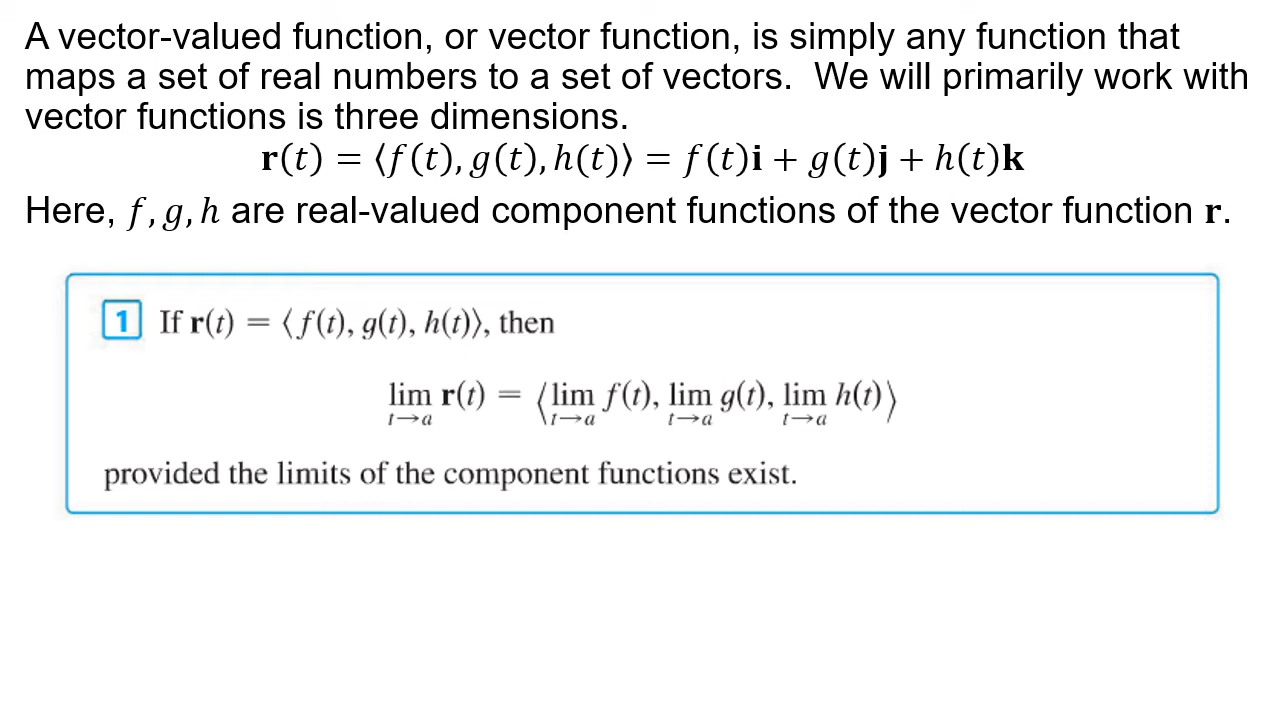 A vector-valued function, or vector function, is simply any function that
maps a set of real numbers to a set of vectors.  We will primarily work with
vector functions is three dimensions.
𝐫(𝑡) = ⟨𝑓(𝑡), 𝑔(𝑡), ℎ(𝑡)⟩ = 𝑓(𝑡)𝐢 + 𝑔(𝑡)𝐣 + ℎ(𝑡)𝐤
Here, 𝑓, 𝑔, ℎ are real-valued component functions of the vector function 𝐫.
1 If r(t) = ⟨f(t), g(t), h(t)⟩, then
lim t→a r(t) = ⟨lim t→a f(t), lim t→a g(t), lim t→a h(t)⟩
provided the limits of the component functions exist.